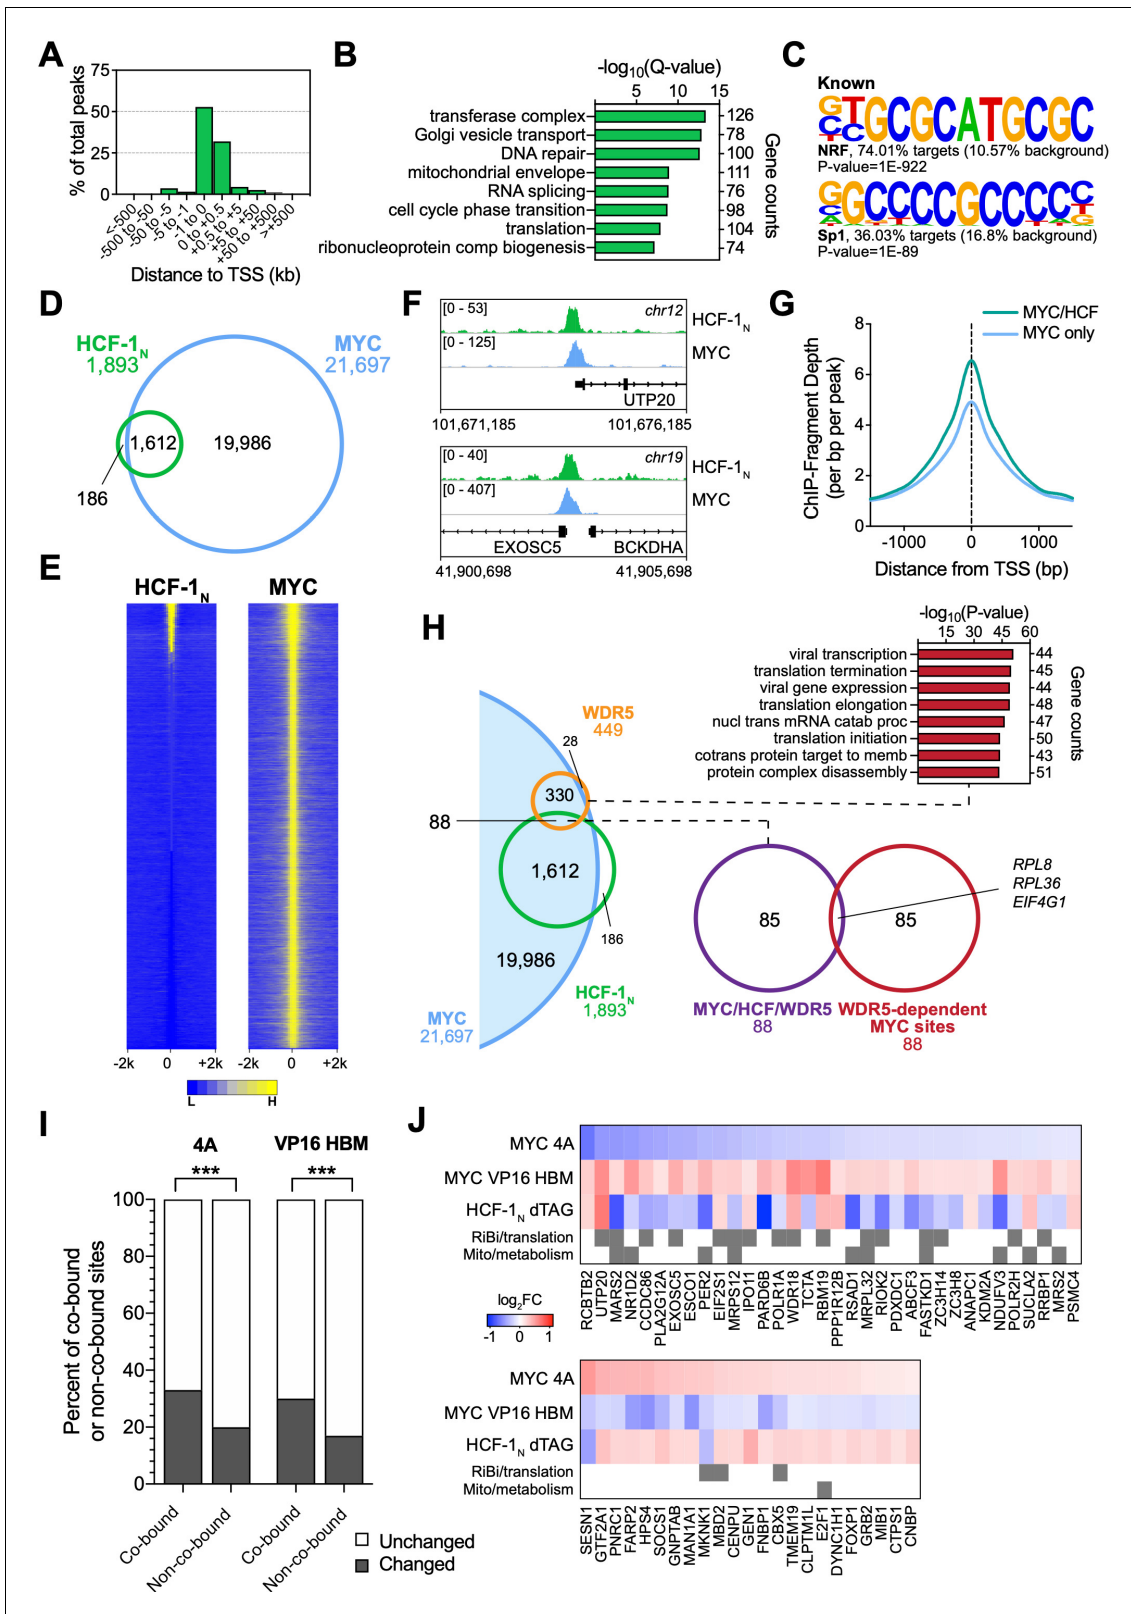 A
% of total peaks
75
50
25
0
<-500
-500 to -50
-50 to -5
-5 to -1
-1 to 0
0 to +0.5
+0.5 to +5
+5 to +50
+50 to +500
>+500
Distance to TSS (kb)
B
-log10(Q-value)
5 10 15
transferase complex 126
Golgi vesicle transport 78
DNA repair 100
mitochondrial envelope 111
RNA splicing 76
cell cycle phase transition 98
translation 104
ribonucleoprotein comp biogenesis 74
Gene counts
C
Known
GTGCGCATGCGC
NRF, 74.01% targets (10.57% background)
P-value=1E-922
Sp1, 36.03% targets (16.8% background)
P-value=1E-89
D
HCF-1N
1,893
MYC
21,697
1,612
19,986
186
E
HCF-1N MYC
-2k 0 +2k -2k 0 +2k
L H
F
[0 - 53] chr12 HCF-1N
[0 - 125] MYC
UTP20
101,671,185 101,676,185
[0 - 40] chr19 HCF-1N
[0 - 407] MYC
EXOSC5 BCKDHA
41,900,698 41,905,698
G
MYC/HCF
MYC only
ChIP-Fragment Depth
(per bp per peak)
8
6
4
2
0
-1000 0 1000
Distance from TSS (bp)
H
-log10(P-value)
15 30 45 60
viral transcription 44
translation termination 45
viral gene expression 44
translation elongation 48
nucl trans mRNA catab proc 47
translation initiation 50
cotrans protein target to memb 43
protein complex disassembly 51
Gene counts
WDR5
449
28
330
88
1,612
186
19,986
HCF-1N
1,893
MYC
21,697
85
85
RPL8
RPL36
EIF4G1
MYC/HCF/WDR5
88
WDR5-dependent
MYC sites
88
I
4A VP16 HBM
*** ***
Percent of co-bound
or non-co-bound sites
100
80
60
40
20
0
Co-bound
Non-co-bound
Co-bound
Non-co-bound
Unchanged
Changed
J
MYC 4A
MYC VP16 HBM
HCF-1N dTAG
RiBi/translation
Mito/metabolism
RCBTB2
UTP20
MARS2
NR1D2
CCDC86
PLA2G12A
EXOSC5
ESCO1
PER2
EIF2S1
MRPS12
IPO11
PARD6B
POLR1A
WDR18
TCTA
RBM19
PPP1R12B
RSAD1
MRPL32
RIOK2
PDXDC1
ABCF3
FASTKD1
ZC3H14
ZC3H8
ANAPC1
KDM2A
NDUFV3
POLR2H
SUCLA2
RRBP1
MRS2
PSMC4
log2FC
-1 0 1
MYC 4A
MYC VP16 HBM
HCF-1N dTAG
RiBi/translation
Mito/metabolism
SESN1
GTF2A1
PNRC1
FARP2
HPS4
SOCS1
GNPTAB
MAN1A1
MKNK1
MBD2
CENPU
GEN1
FNBP1
CBX5
TMEM19
CLPTM1L
E2F1
DYNC1H1
FOXP1
GRB2
MIB1
CTPS1
CNBP